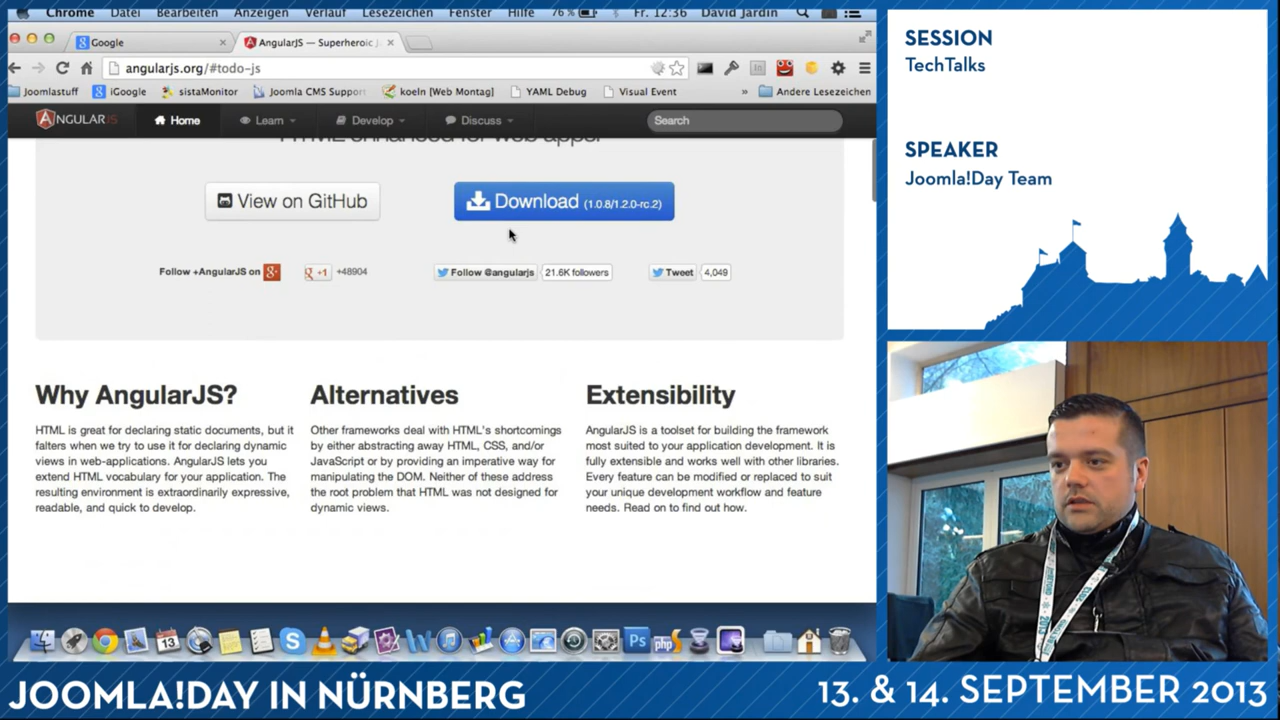 Chrome Datei Bearbeiten Anzeigen Verlauf Lesezeichen Fenster Hilfe 76% Fr. 12:36 David Jardin
Google
AngularJS — Superheroic J
angularjs.org/#todo-js
Joomlastuff iGoogle sistaMonitor Joomla CMS Support koeln [Web Montag] YAML Debug Visual Event » Andere Lesezeichen
ANGULARJS Home Learn Develop Discuss Search
HTML enhanced for web apps!
View on GitHub
Download (1.0.8/1.2.0-rc.2)
Follow +AngularJS on g+ g +1 +48904 Follow @angularjs 21.6K followers Tweet 4,049
Why AngularJS?
HTML is great for declaring static documents, but it
falters when we try to use it for declaring dynamic
views in web-applications. AngularJS lets you
extend HTML vocabulary for your application. The
resulting environment is extraordinarily expressive,
readable, and quick to develop.
Alternatives
Other frameworks deal with HTML's shortcomings
by either abstracting away HTML, CSS, and/or
JavaScript or by providing an imperative way for
manipulating the DOM. Neither of these address
the root problem that HTML was not designed for
dynamic views.
Extensibility
AngularJS is a toolset for building the framework
most suited to your application development. It is
fully extensible and works well with other libraries.
Every feature can be modified or replaced to suit
your unique development workflow and feature
needs. Read on to find out how.
13
Ps
php
SESSION
TechTalks
SPEAKER
Joomla!Day Team
JOOMLA!DAY IN NÜRNBERG
13. & 14. SEPTEMBER 2013